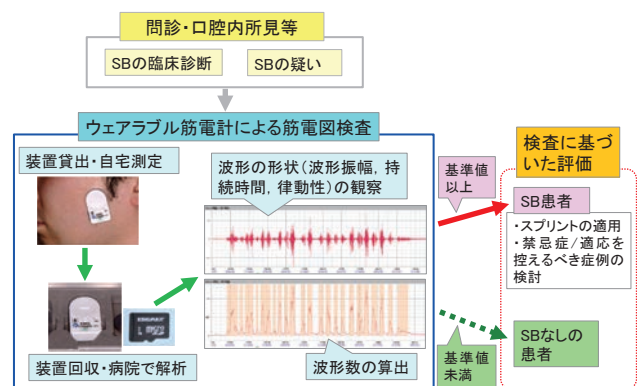 問診・口腔内所見等
SBの臨床診断
SBの疑い
ウェアラブル筋電計による筋電図検査
装置貸出・自宅測定
波形の形状(波形振幅, 持
続時間, 律動性)の観察
装置回収・病院で解析
波形数の算出
基準値
以上
基準値
未満
検査に基づ
いた評価
SB患者
・スプリントの適用
・禁忌症/適応を
控えるべき症例の
検討
SBなしの
患者